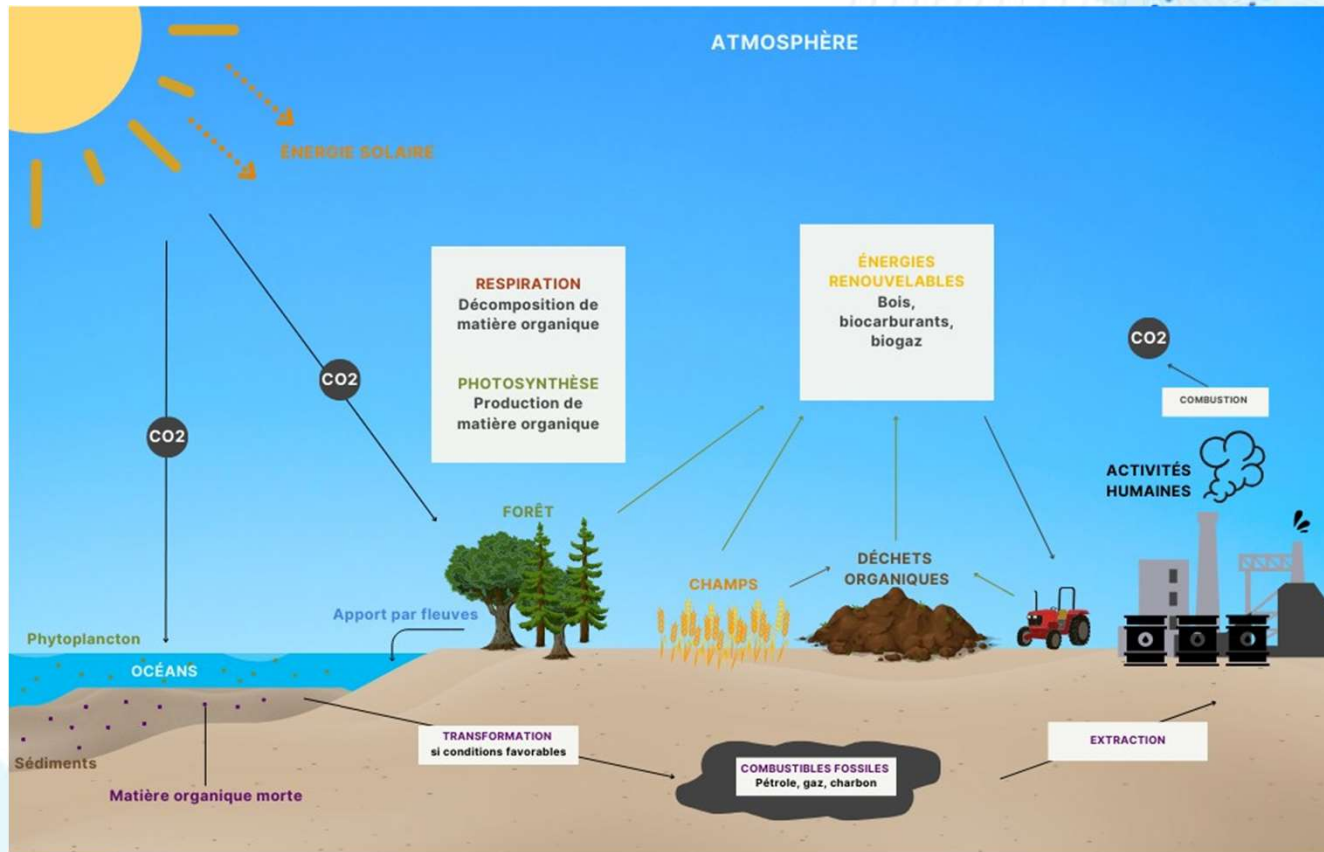 ATMOSPHÈRE
ÉNERGIE SOLAIRE
RESPIRATION
Décomposition de
matière organique
PHOTOSYNTHÈSE
Production de
matière organique
ÉNERGIES
RENOUVELABLES
Bois,
biocarburants,
biogaz
CO2
CO2
CO2
COMBUSTION
ACTIVITÉS
HUMAINES
FORÊT
CHAMPS
DÉCHETS
ORGANIQUES
Apport par fleuves
Phytoplancton
OCÉANS
Sédiments
Matière organique morte
TRANSFORMATION
si conditions favorables
COMBUSTIBLES FOSSILES
Pétrole, gaz, charbon
EXTRACTION